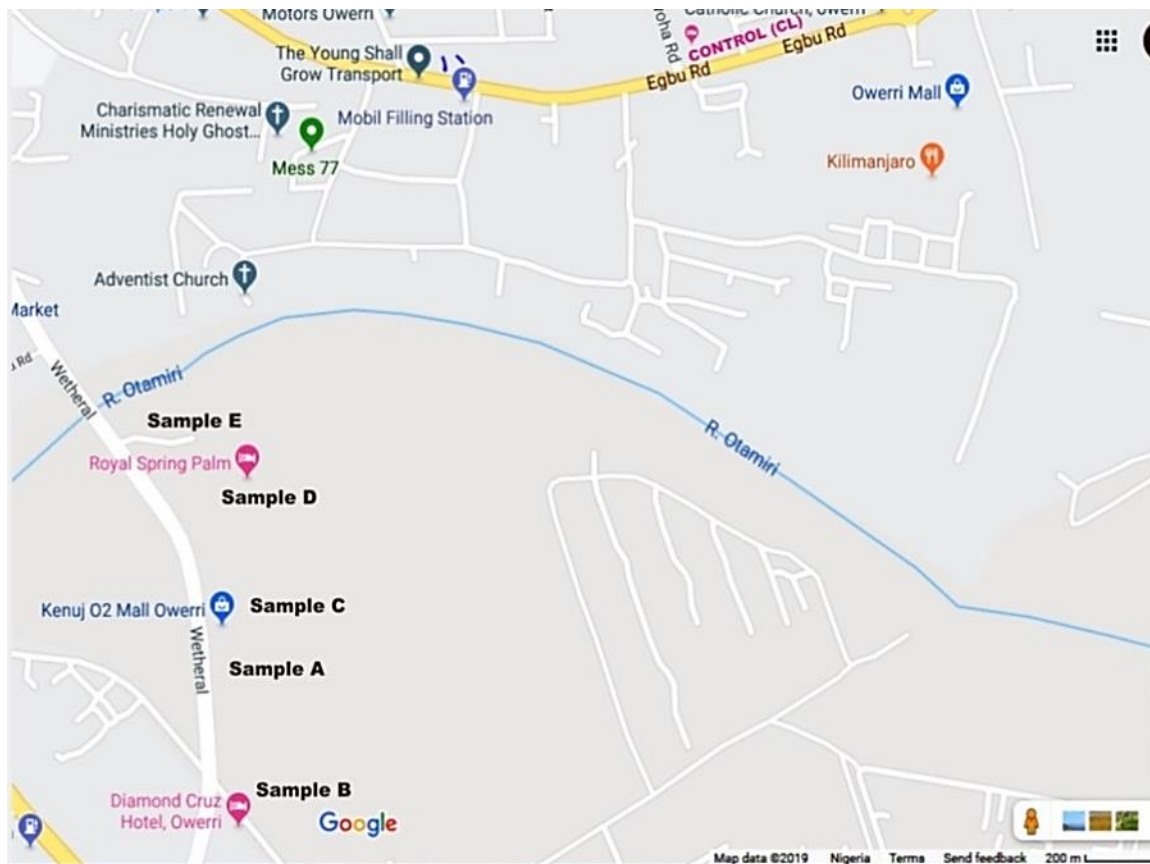 Motors Owerri
Catholic Church, Owerri
The Young Shall
Grow Transport
CONTROL (CL)
Egbu Rd
Egbu Rd
Owerri Mall
Charismatic Renewal
Ministries Holy Ghost...
Mobil Filling Station
Mess 77
Kilimanjaro
Adventist Church
Market
Wetheral
R. Otamiri
Sample E
R. Otamiri
Royal Spring Palm
Sample D
Kenuj O2 Mall Owerri
Sample C
Wetheral
Sample A
Sample B
Diamond Cruz
Hotel, Owerri
Google
Map data ©2019 Nigeria Terms Send feedback 200 m